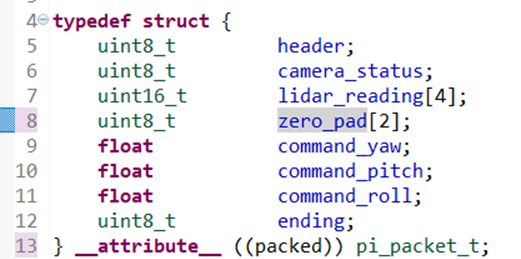 4 typedef struct {
5 uint8_t header;
6 uint8_t camera_status;
7 uint16_t lidar_reading[4];
8 uint8_t zero_pad[2];
9 float command_yaw;
10 float command_pitch;
11 float command_roll;
12 uint8_t ending;
13 } __attribute__ ((packed)) pi_packet_t;